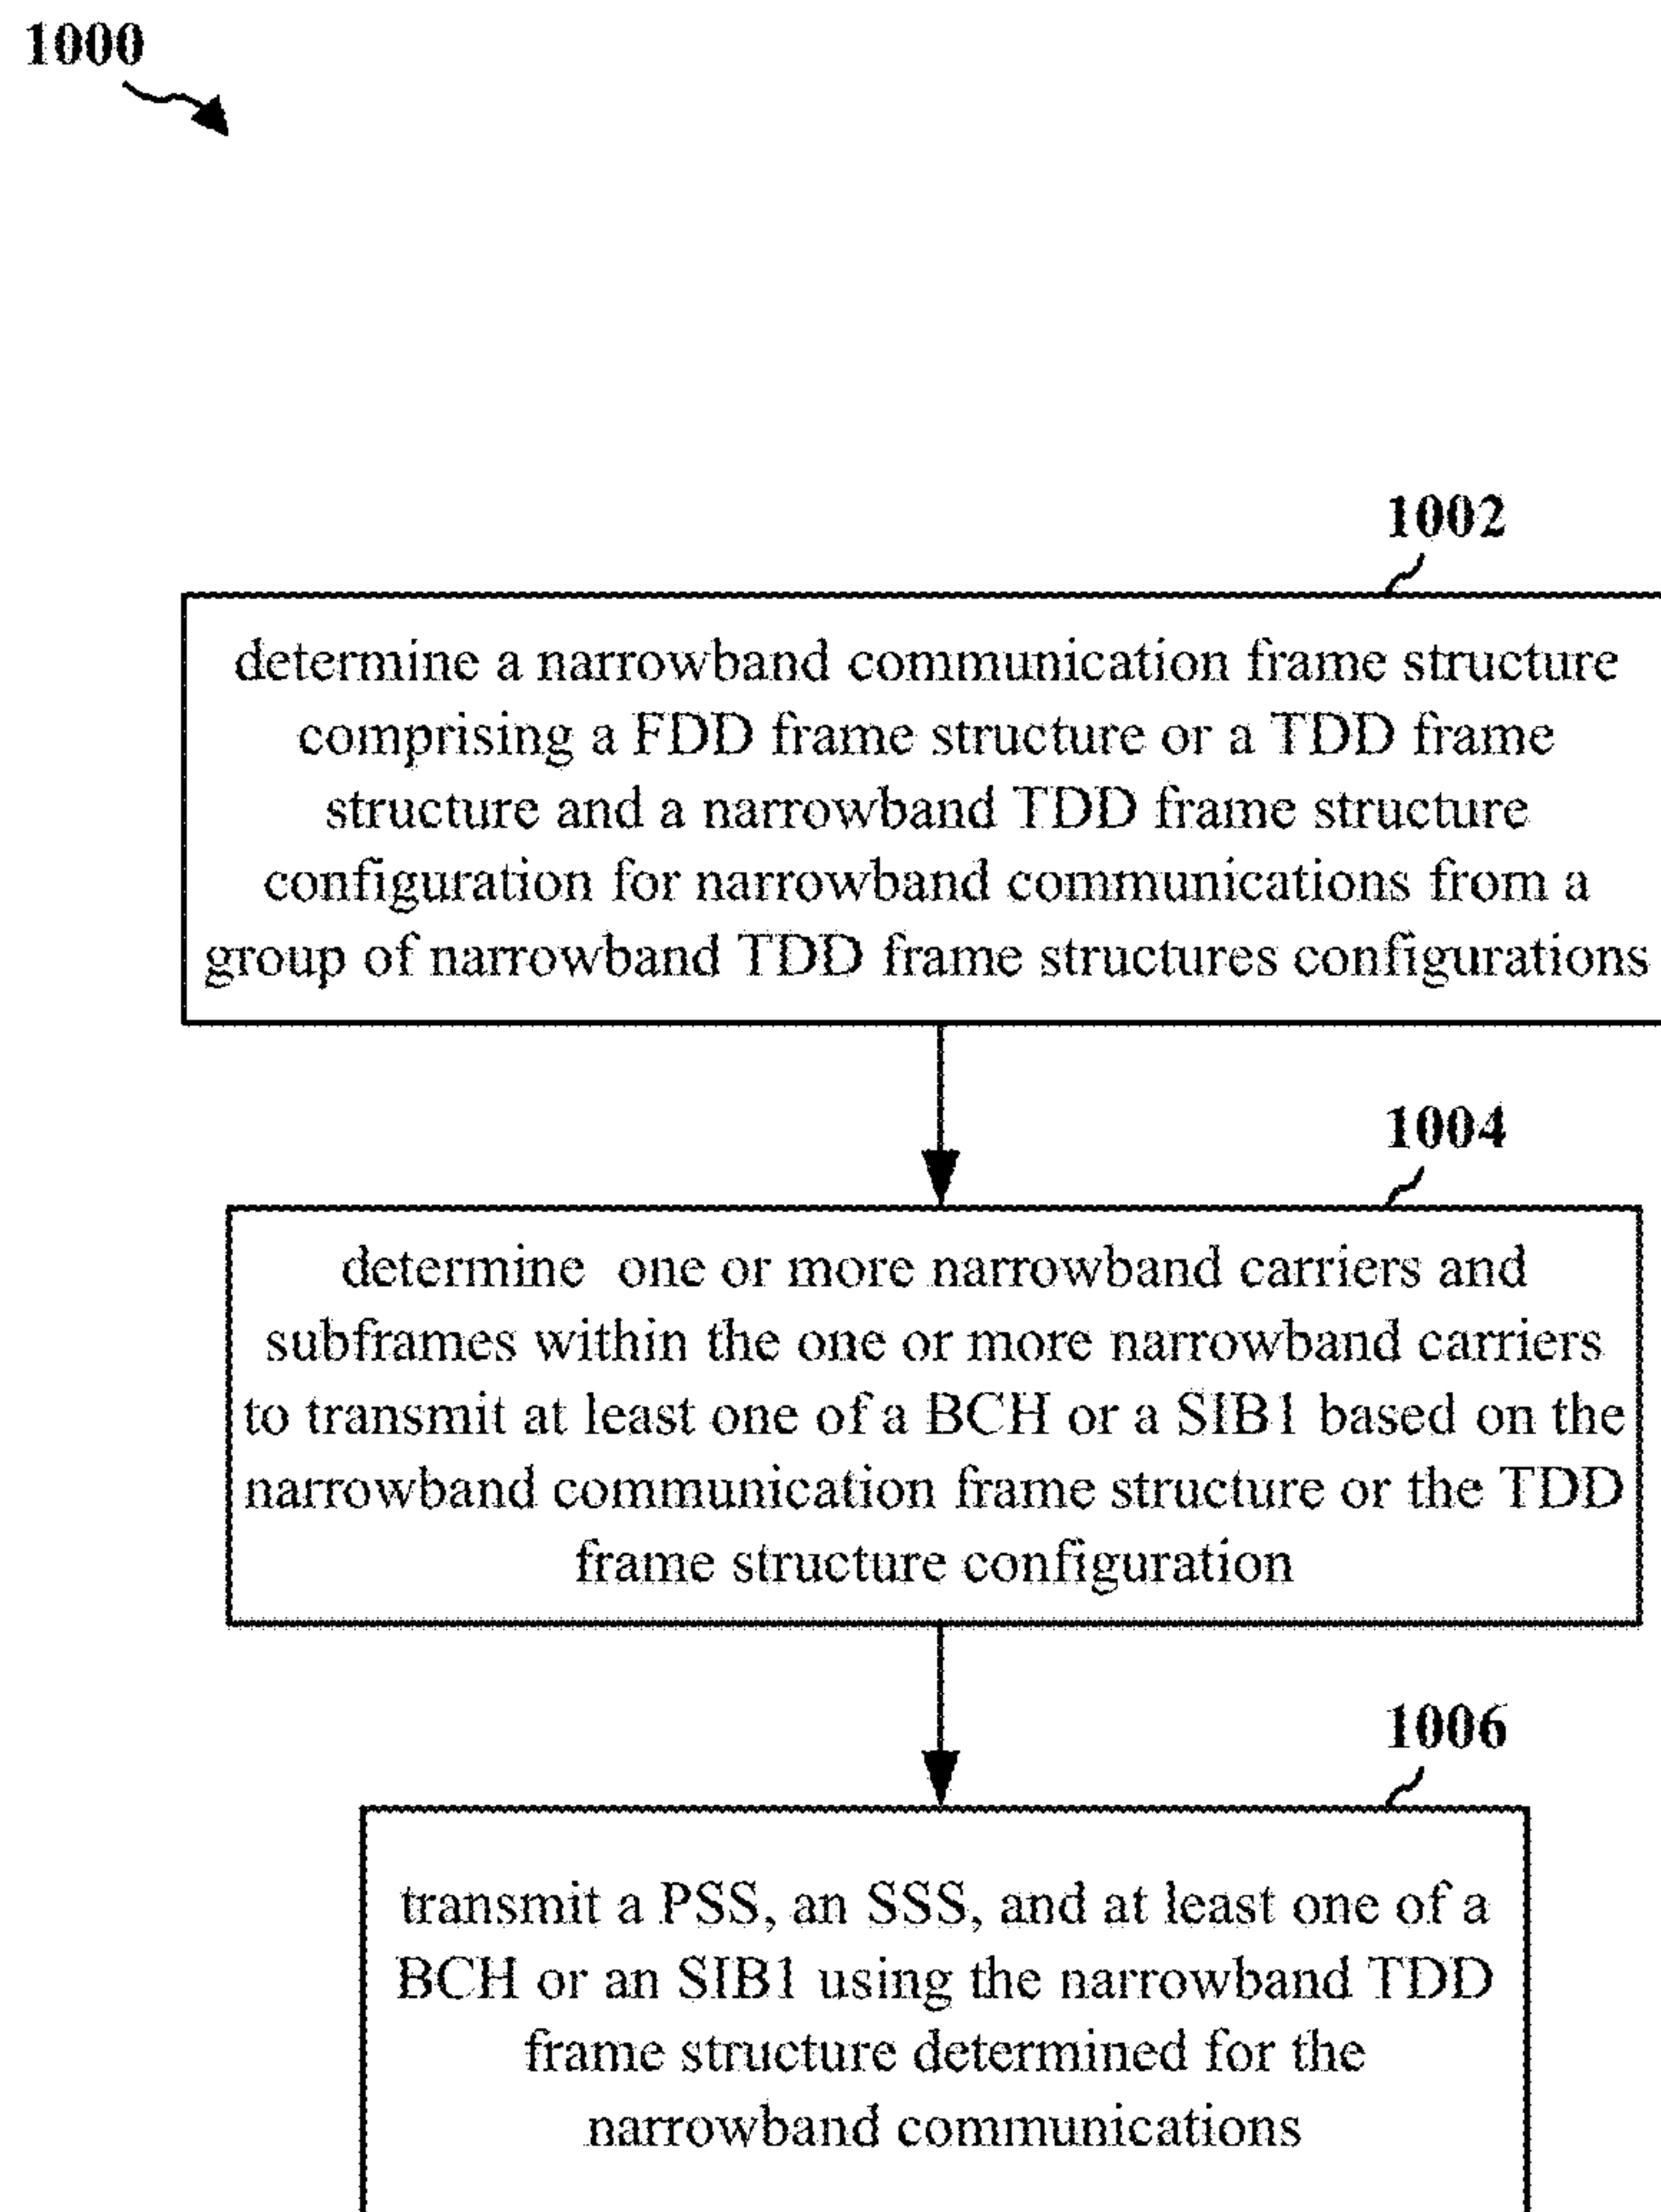 1000
1002
determine a narrowband communication frame structure
comprising a FDD frame structure or a TDD frame
structure and a narrowband TDD frame structure
configuration for narrowband communications from a
group of narrowband TDD frame structures configurations
1004
determine one or more narrowband carriers and
subframes within the one or more narrowband carriers
to transmit at least one of a BCH or a SIB1 based on the
narrowband communication frame structure or the TDD
frame structure configuration
1006
transmit a PSS, an SSS, and at least one of a
BCH or an SIB1 using the narrowband TDD
frame structure determined for the
narrowband communications